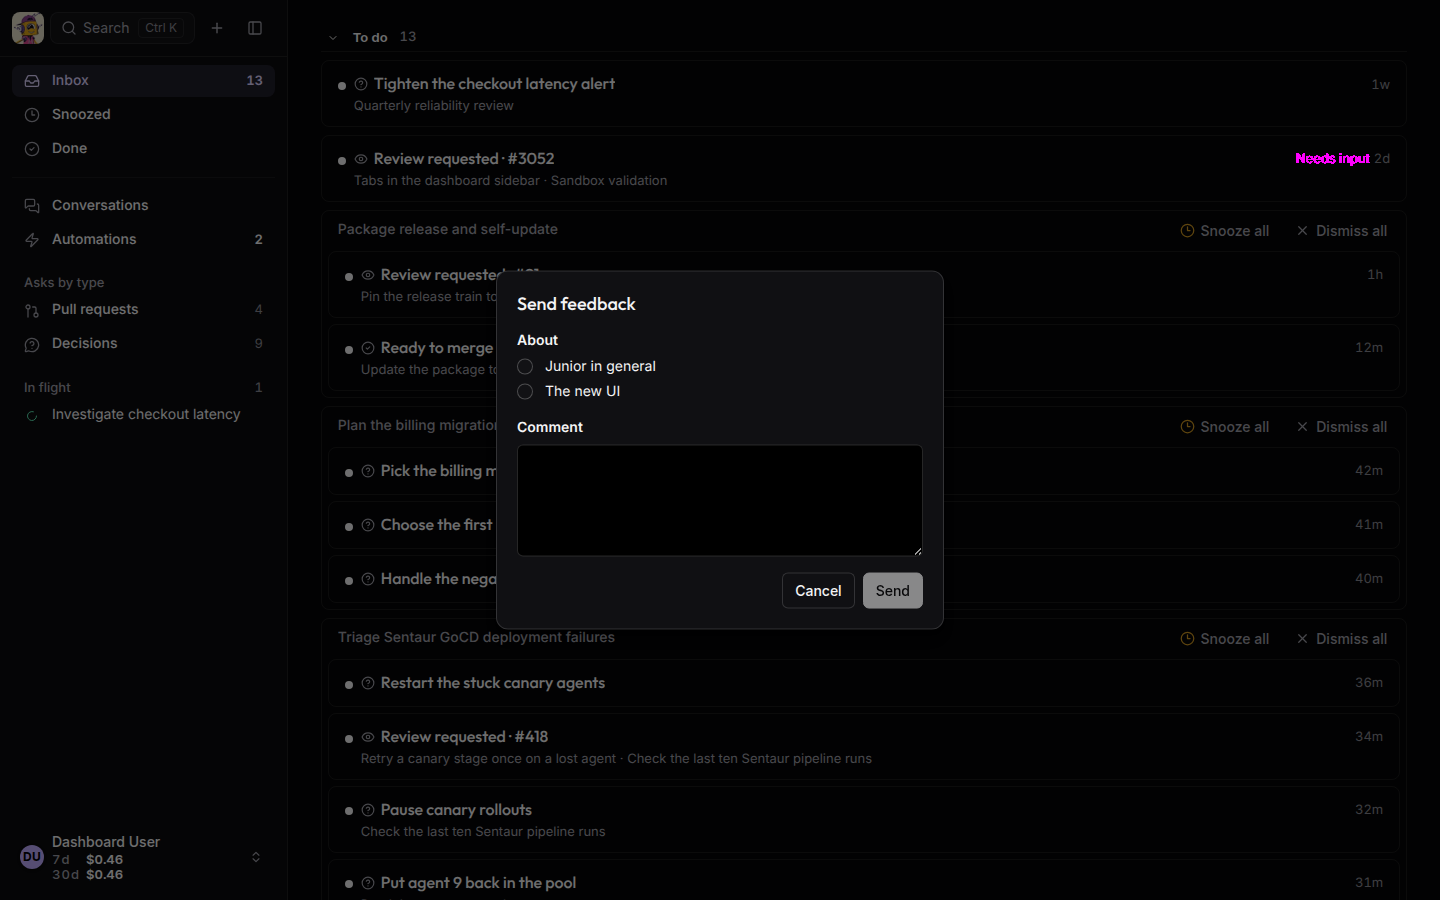 Search Ctrl K
Inbox 13
Snoozed
Done
Conversations
Automations 2
Asks by type
Pull requests 4
Decisions 9
In flight 1
Investigate checkout latency
DU Dashboard User
7d $0.46
30d $0.46
To do 13
Tighten the checkout latency alert 1w
Quarterly reliability review
Review requested · #3052 Needs input 2d
Tabs in the dashboard sidebar · Sandbox validation
Package release and self-update Snooze all Dismiss all
Review requested 1h
Pin the release train
Ready to merge 12m
Update the package
Plan the billing Snooze all Dismiss all
Pick the billing 42m
Choose the first 41m
Handle the 40m
Triage Sentaur GoCD deployment failures Snooze all Dismiss all
Restart the stuck canary agents 36m
Review requested · #418 34m
Retry a canary stage once on a lost agent · Check the last ten Sentaur pipeline runs
Pause canary rollouts 32m
Check the last ten Sentaur pipeline runs
Put agent 9 back in the pool 31m
Send feedback
About
Junior in general
The new UI
Comment
Cancel Send